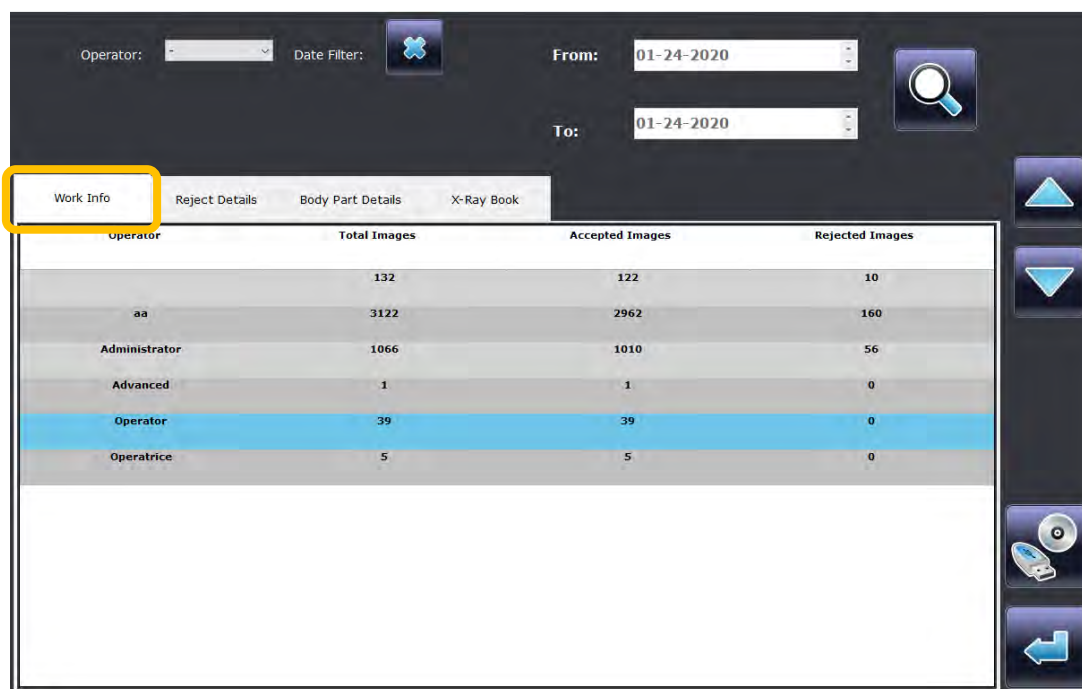 Operator: - Date Filter: From: 01-24-2020
To: 01-24-2020
Work Info Reject Details Body Part Details X-Ray Book
Operator Total Images Accepted Images Rejected Images
132 122 10
aa 3122 2962 160
Administrator 1066 1010 56
Advanced 1 1 0
Operator 39 39 0
Operatrice 5 5 0